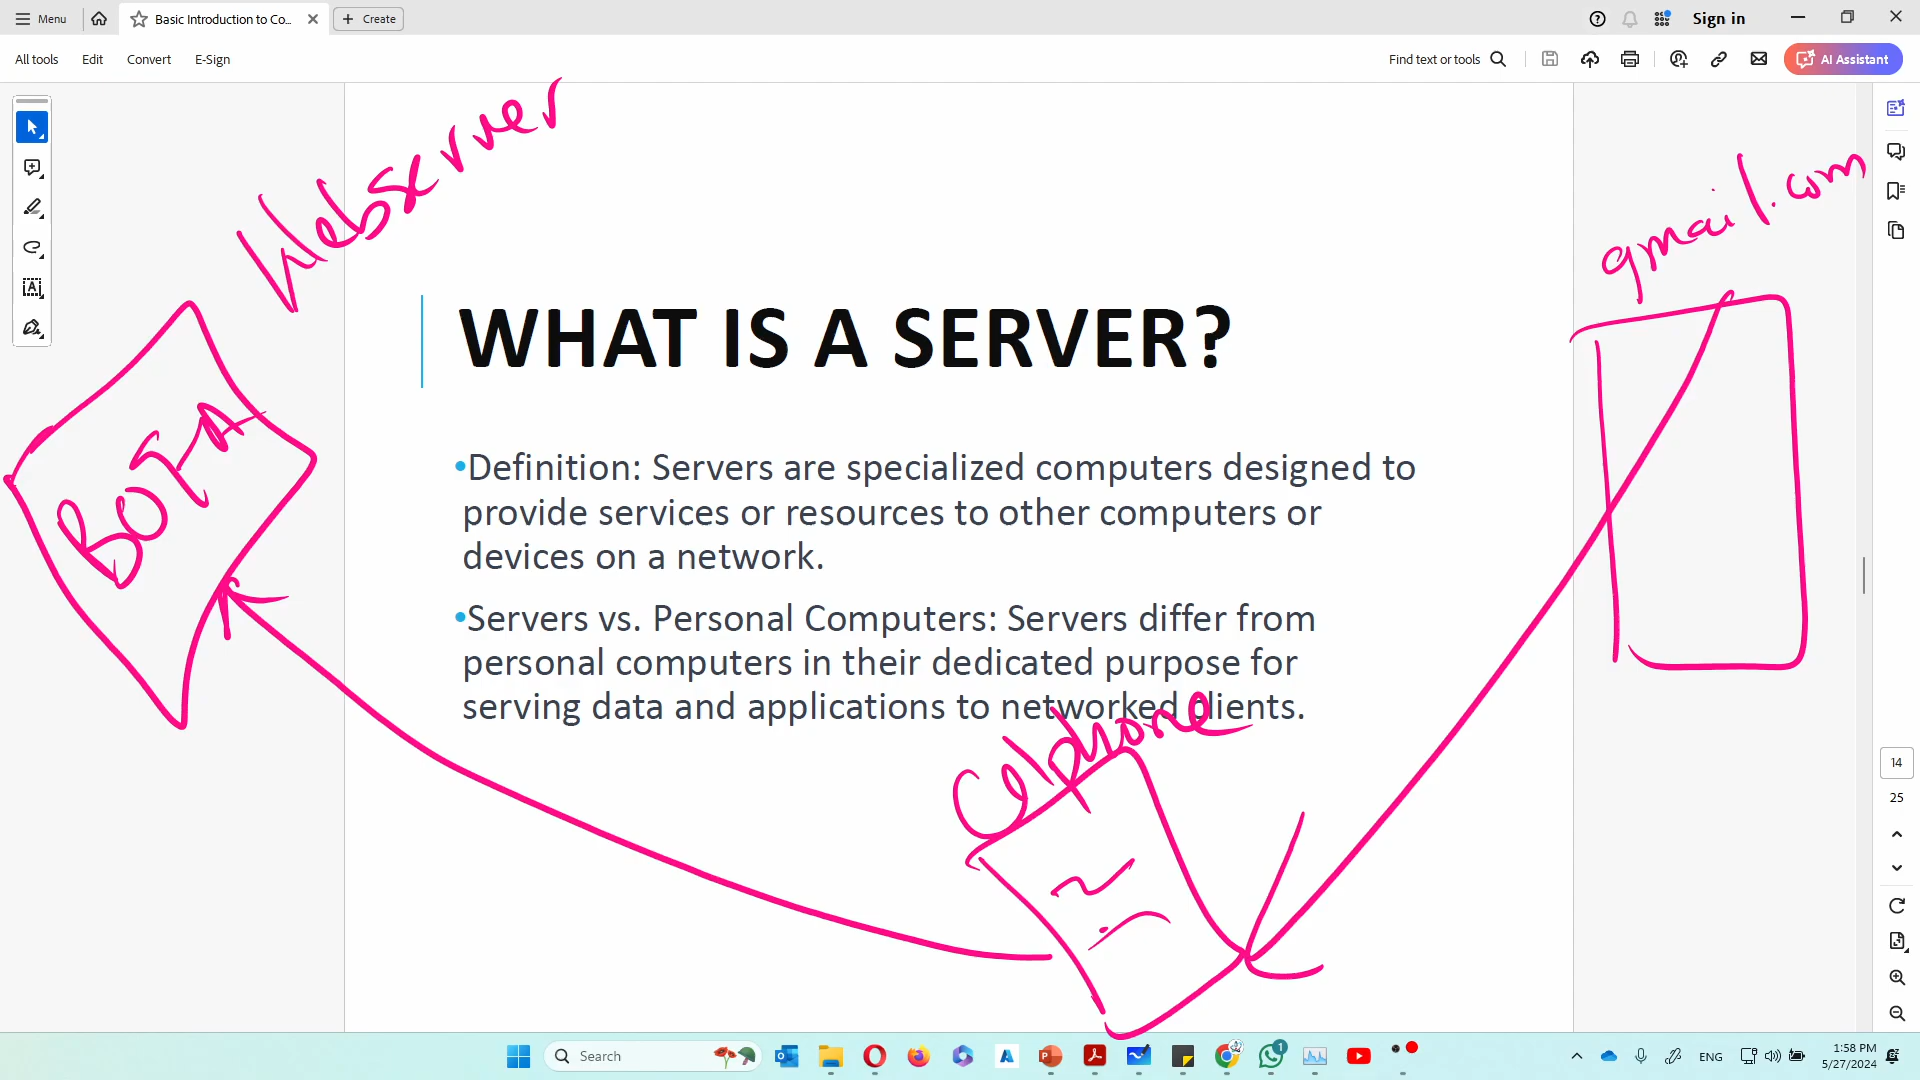 Menu
Basic Introduction to Co...
Create
Sign in
All tools
Edit
Convert
E-Sign
Find text or tools
AI Assistant
Webserver
gmail.com
WHAT IS A SERVER?
•Definition: Servers are specialized computers designed to
provide services or resources to other computers or
devices on a network.
•Servers vs. Personal Computers: Servers differ from
personal computers in their dedicated purpose for
serving data and applications to networked clients.
Celphone
14
25
Search
1
ENG
1:58 PM
5/27/2024